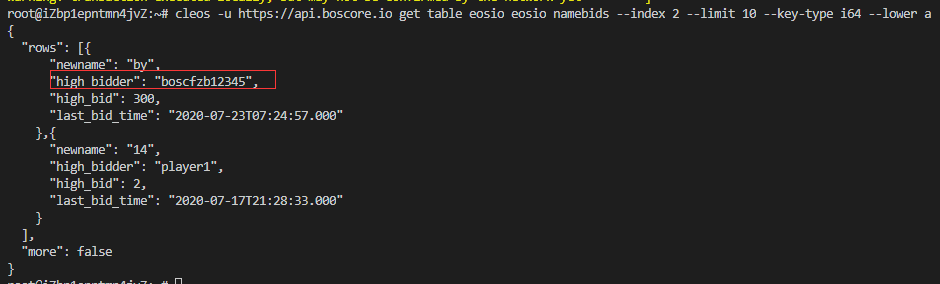 root@iZbp1epntmn4jvZ:~# cleos -u https://api.boscore.io get table eosio eosio namebids --index 2 --limit 10 --key-type i64 --lower a
{
  "rows": [{
      "newname": "by",
      "high_bidder": "boscfzb12345",
      "high_bid": 300,
      "last_bid_time": "2020-07-23T07:24:57.000"
    },{
      "newname": "14",
      "high_bidder": "player1",
      "high_bid": 2,
      "last_bid_time": "2020-07-17T21:28:33.000"
    }
  ],
  "more": false
}